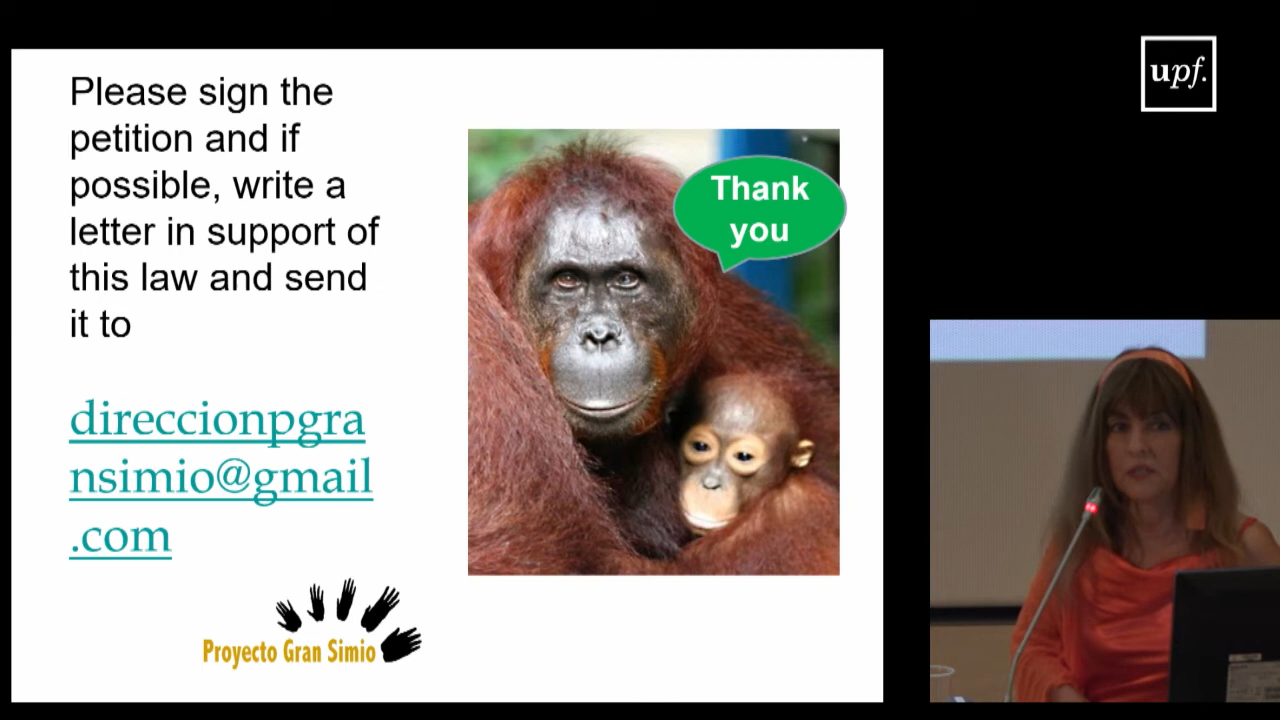 Please sign the
petition and if
possible, write a
letter in support of
this law and send
it to
direccionpgra
nsimio@gmail
.com
Thank
you
Proyecto Gran Simio
upf.